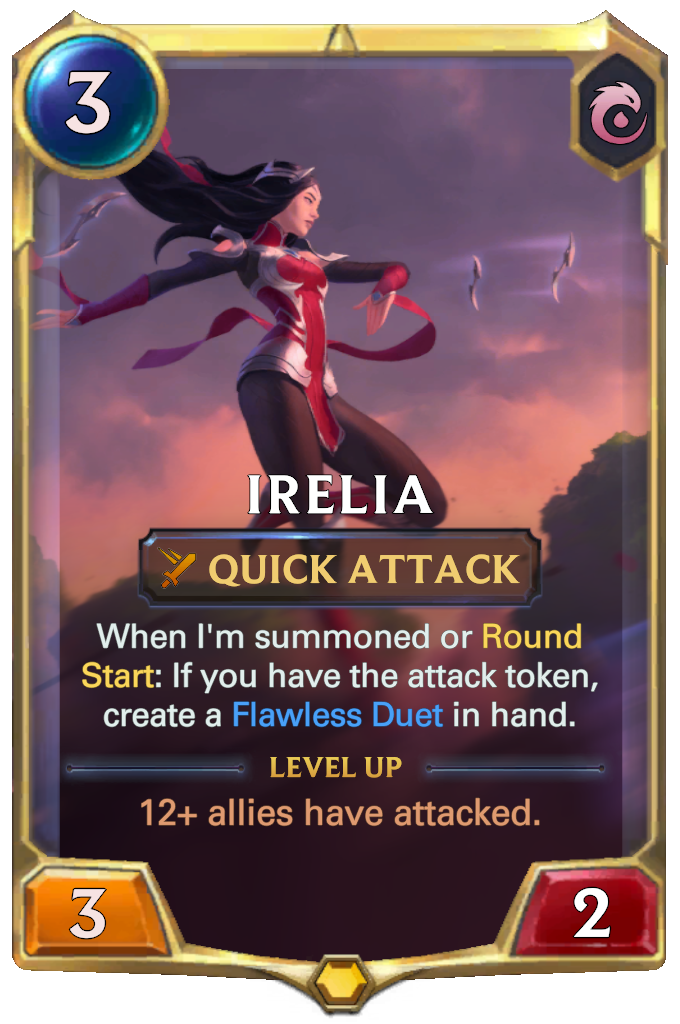 3
IRELIA
QUICK ATTACK
When I'm summoned or Round
Start: If you have the attack token,
create a Flawless Duet in hand.
LEVEL UP
12+ allies have attacked.
3
2